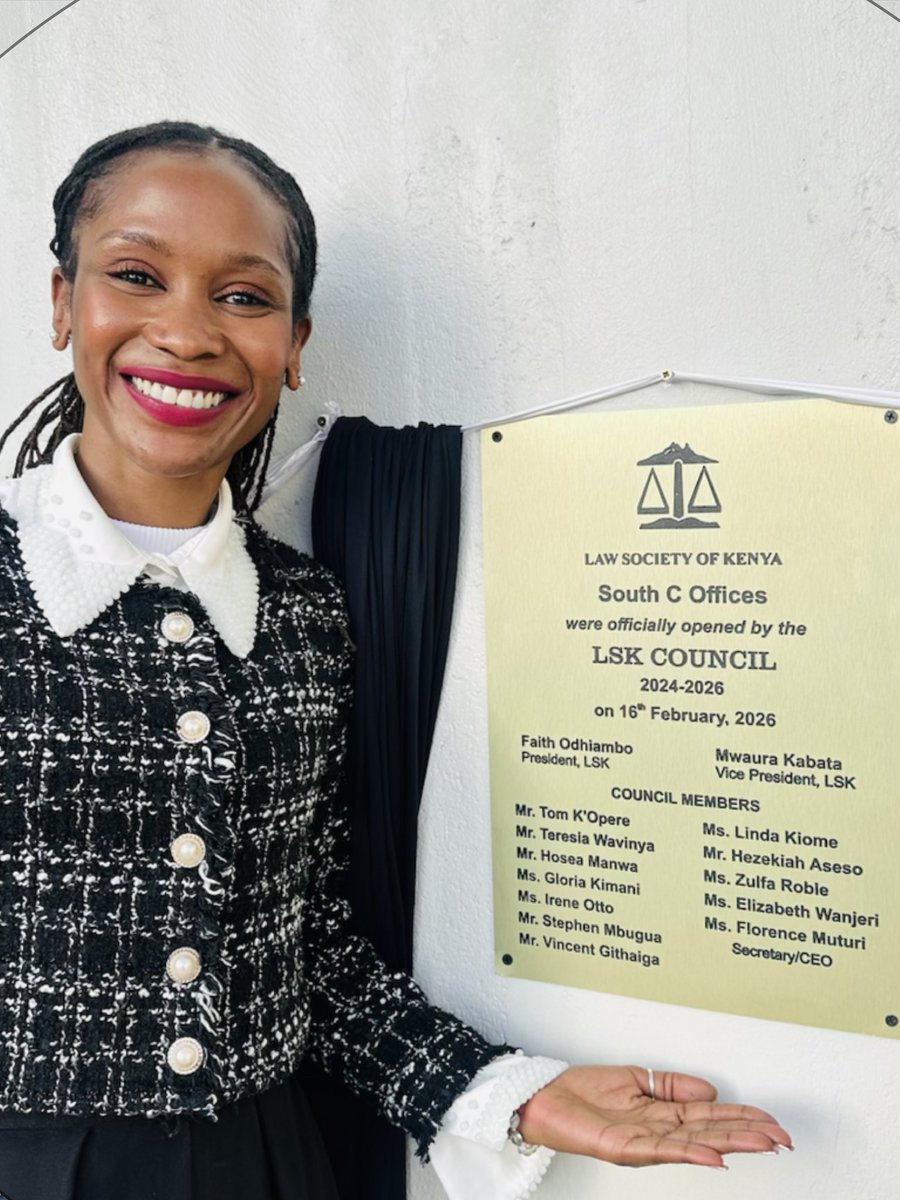 LAW SOCIETY OF KENYA
South C Offices
were officially opened by the
LSK COUNCIL
2024-2026
on 16th February, 2026
Faith Odhiambo
President, LSK
Mwaura Kabata
Vice President, LSK
COUNCIL MEMBERS
Mr. Tom K'Opere
Mr. Teresia Wavinya
Mr. Hosea Manwa
Ms. Gloria Kimani
Ms. Irene Otto
Mr. Stephen Mbugua
Mr. Vincent Githaiga
Ms. Linda Kiome
Mr. Hezekiah Aseso
Ms. Zulfa Roble
Ms. Elizabeth Wanjeri
Ms. Florence Muturi
Secretary/CEO